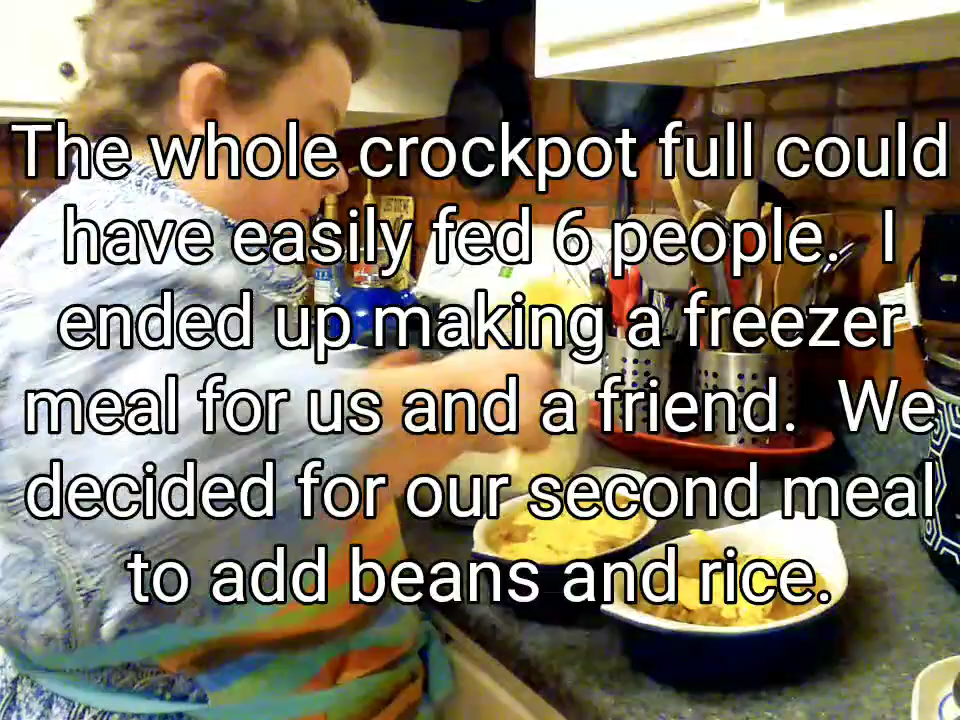 The whole crockpot full could
have easily fed 6 people.  I
ended up making a freezer
meal for us and a friend.  We
decided for our second meal
to add beans and rice.